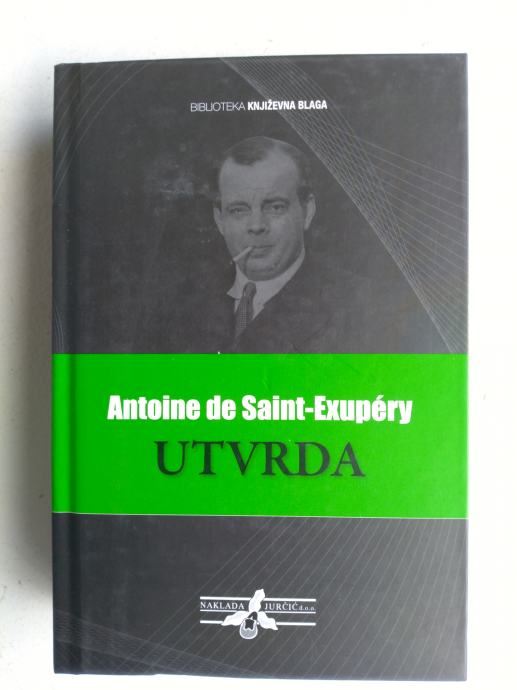 BIBLIOTEKA KNJIŽEVNA BLAGA
Antoine de Saint-Exupéry
UTVRDA
NAKLADA JURČIĆ d.o.o.